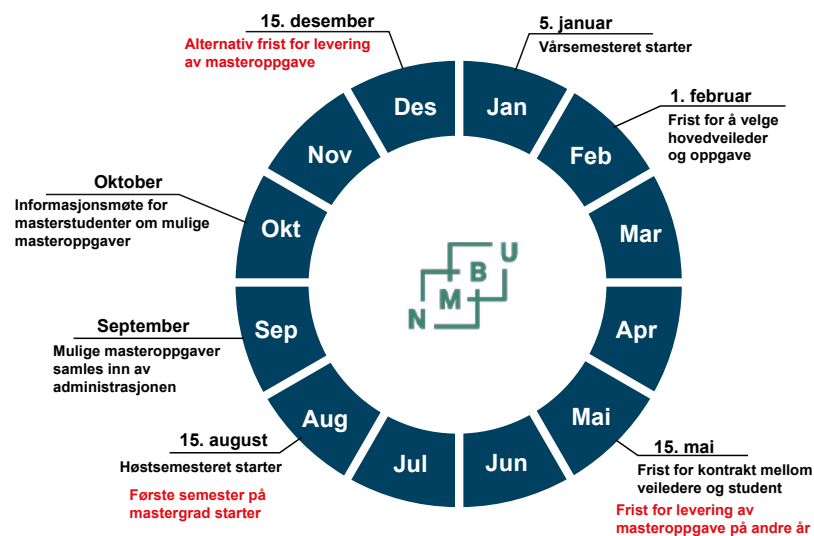 15. desember
Alternativ frist for levering
av masteroppgave
5. januar
Vårsemesteret starter
1. februar
Frist for å velge
hovedveileder
og oppgave
Oktober
Informasjonsmøte for
masterstudenter om mulige
masteroppgaver
September
Mulige masteroppgaver
samles inn av
administrasjonen
15. august
Høstsemesteret starter
Første semester på
mastergrad starter
15. mai
Frist for kontrakt mellom
veiledere og student
Frist for levering av
masteroppgave på andre år
Jan
Feb
Mar
Apr
Mai
Jun
Jul
Aug
Sep
Okt
Nov
Des
N
M
B
U